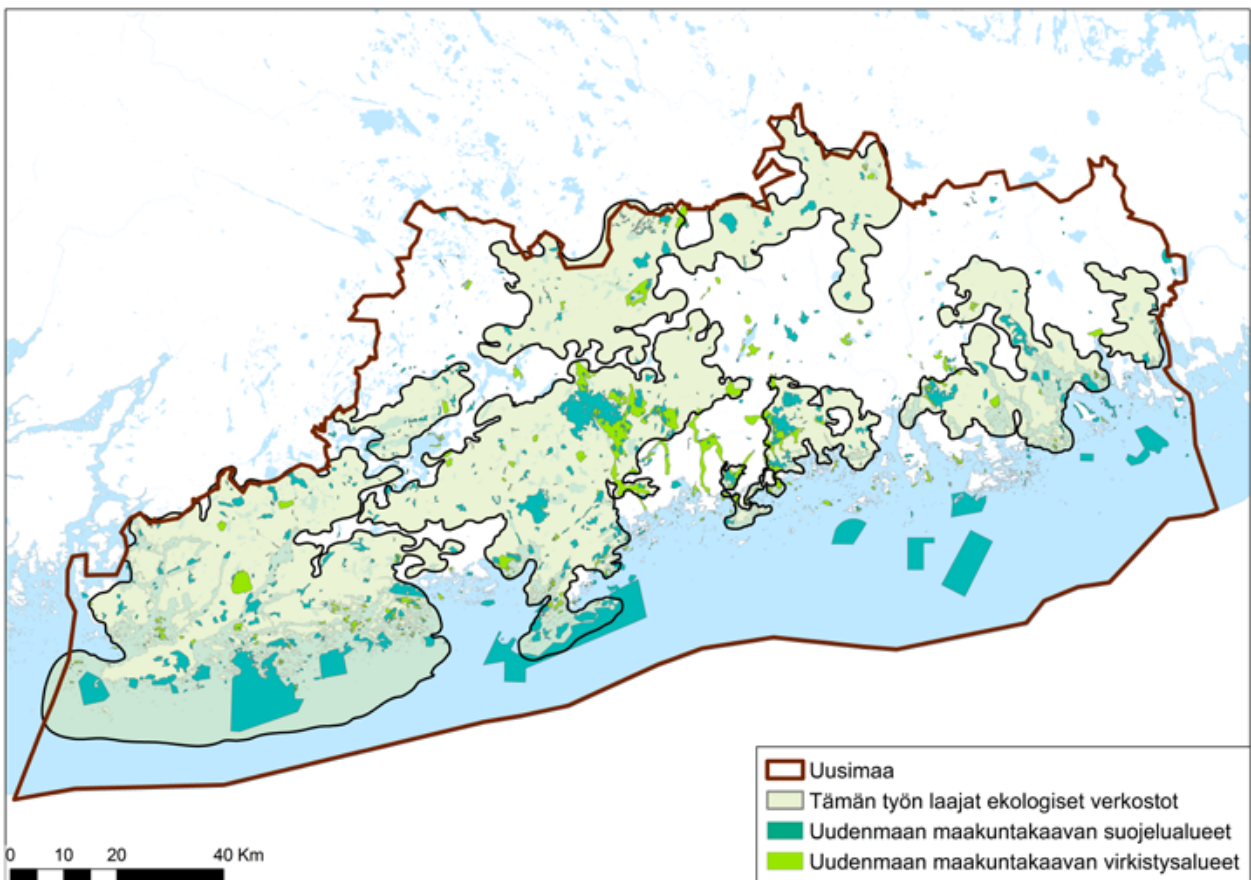 Uusimaa
Tämän työn laajat ekologiset verkostot
Uudenmaan maakuntakaavan suojelualueet
Uudenmaan maakuntakaavan virkistysalueet
0 10 20 40 Km